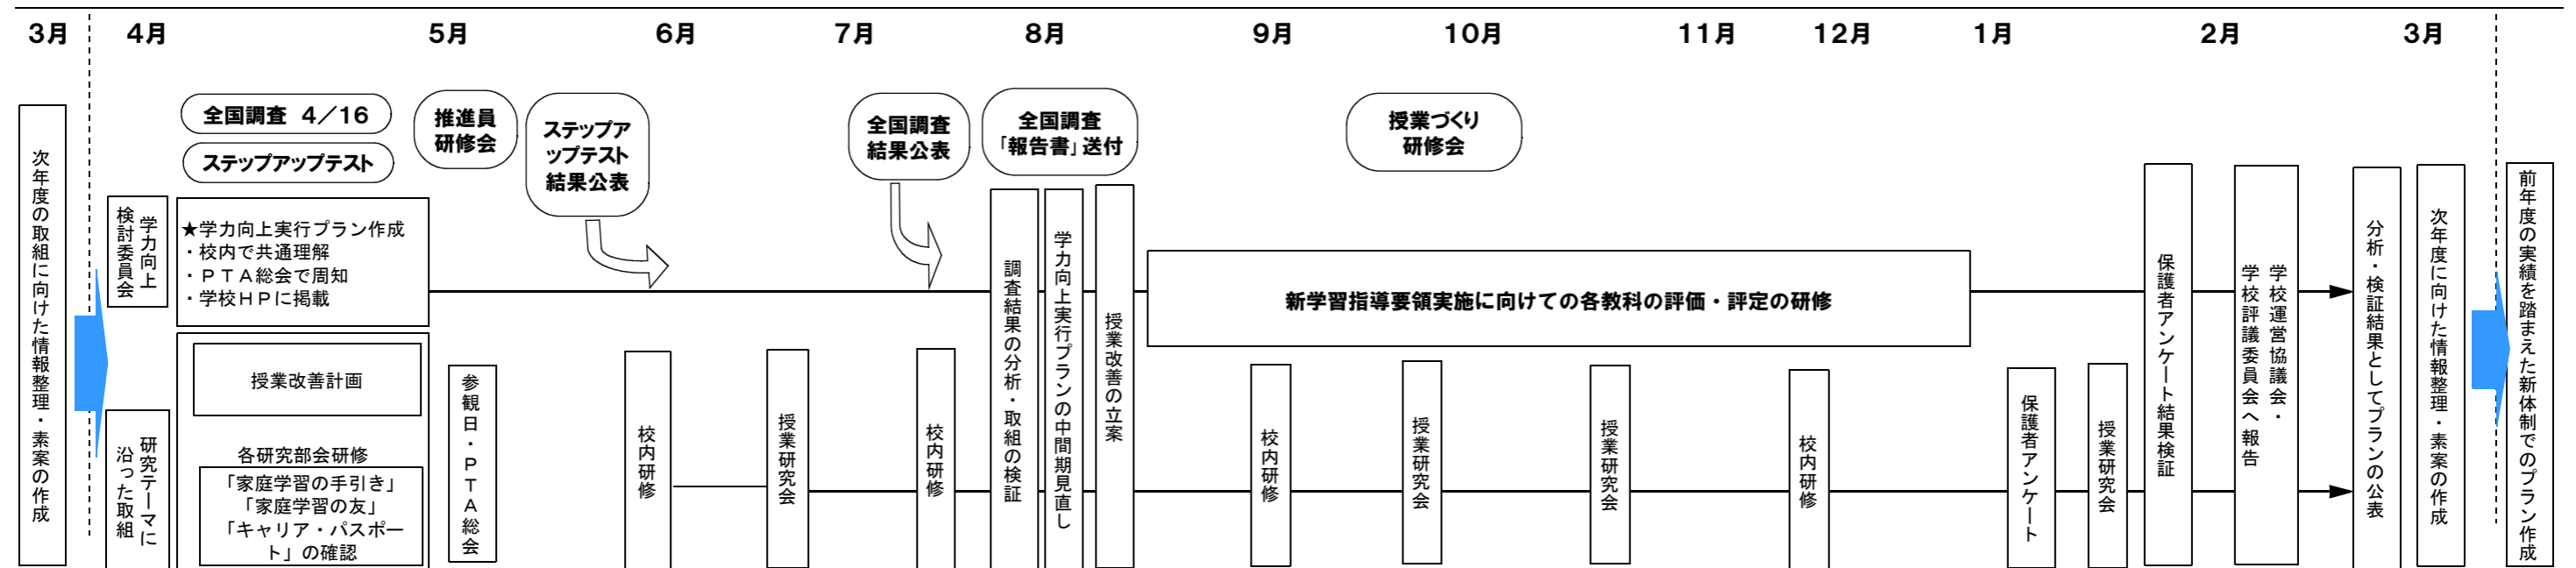 3月
4月
5月
6月
7月
8月
9月
10月
11月
12月
1月
2月
3月
全国調査 4／16
ステップアップテスト
推進員
研修会
ステップア
ップテスト
結果公表
全国調査
結果公表
全国調査
「報告書」送付
授業づくり
研修会
次年度の取組に向けた情報整理・素案の作成
学力向上
検討委員会
★学力向上実行プラン作成
・校内で共通理解
・ＰＴＡ総会で周知
・学校ＨＰに掲載
研究テーマに
沿った取組
授業改善計画
各研究部会研修
「家庭学習の手引き」
「家庭学習の友」
「キャリア・パスポー
ト」の確認
参観日・ＰＴＡ総会
校内研修
授業研究会
校内研修
調査結果の分析・取組の検証
学力向上実行プランの中間期見直し
授業改善の立案
新学習指導要領実施に向けての各教科の評価・評定の研修
校内研修
授業研究会
授業研究会
校内研修
保護者アンケート
授業研究会
保護者アンケート結果検証
学校運営協議会・
学校評議委員会へ報告
分析・検証結果としてプランの公表
次年度に向けた情報整理・素案の作成
前年度の実績を踏まえた新体制でのプラン作成